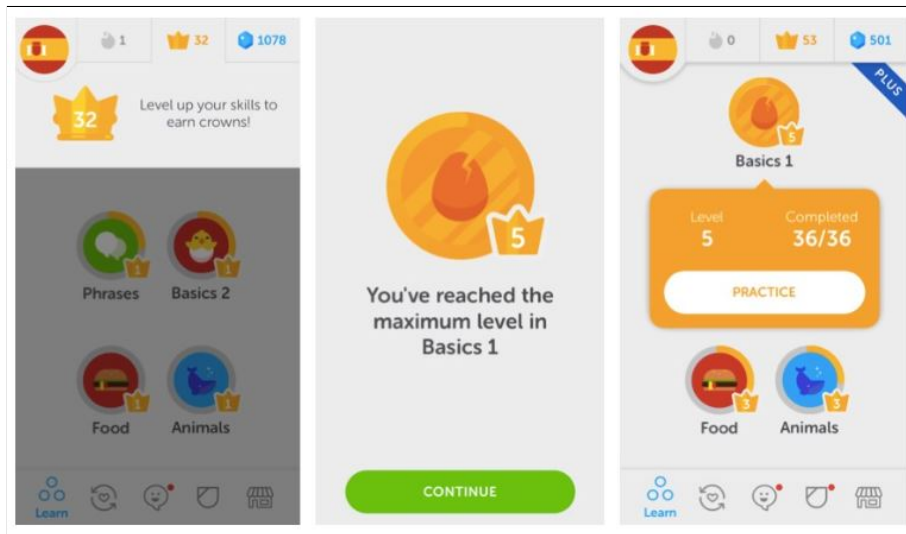 1
32
1078
32
Level up your skills to
earn crowns!
1
1
Phrases
Basics 2
1
1
Food
Animals
Learn
5
You've reached the
maximum level in
Basics 1
CONTINUE
0
53
501
PLUS
5
Basics 1
Level
Completed
5
36/36
PRACTICE
3
3
Food
Animals
Learn